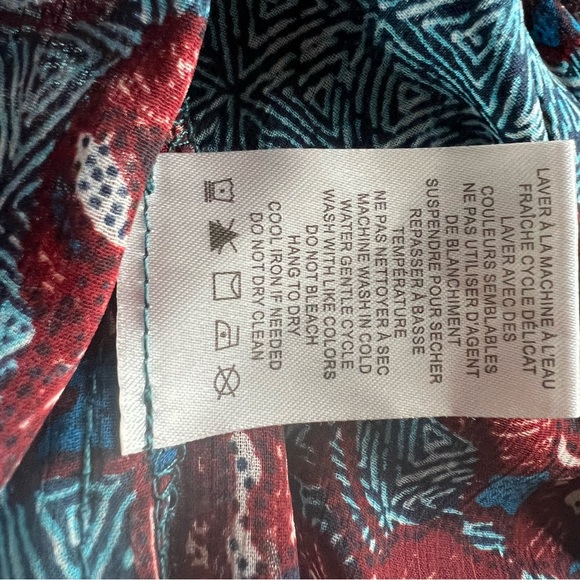 LAVER À LA MACHINE À L'EAU
FRAÎCHE CYCLE DÉLICAT
LAVER AVEC DES
COULEURS SEMBLABLES
NE PAS UTILISER D'AGENT
DE BLANCHIMENT
SUSPENDRE POUR SÉCHER
REPASSER À BASSE
TEMPÉRATURE
NE PAS NETTOYER À SEC
MACHINE WASH IN COLD
WATER GENTLE CYCLE
WASH WITH LIKE COLORS
DO NOT BLEACH
HANG TO DRY
COOL IRON IF NEEDED
DO NOT DRY CLEAN